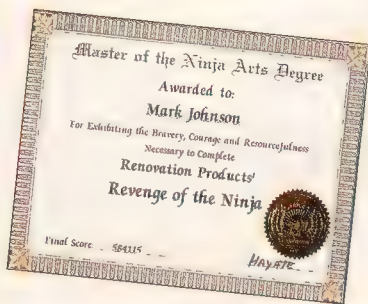 Master of the Ninja Arts Degree
Awarded to:
Mark Johnson
For Exhibiting the Bravery, Courage and Resourcefulness
Necessary to Complete
Renovation Products'
Revenge of the Ninja
Final Score
HAYATE